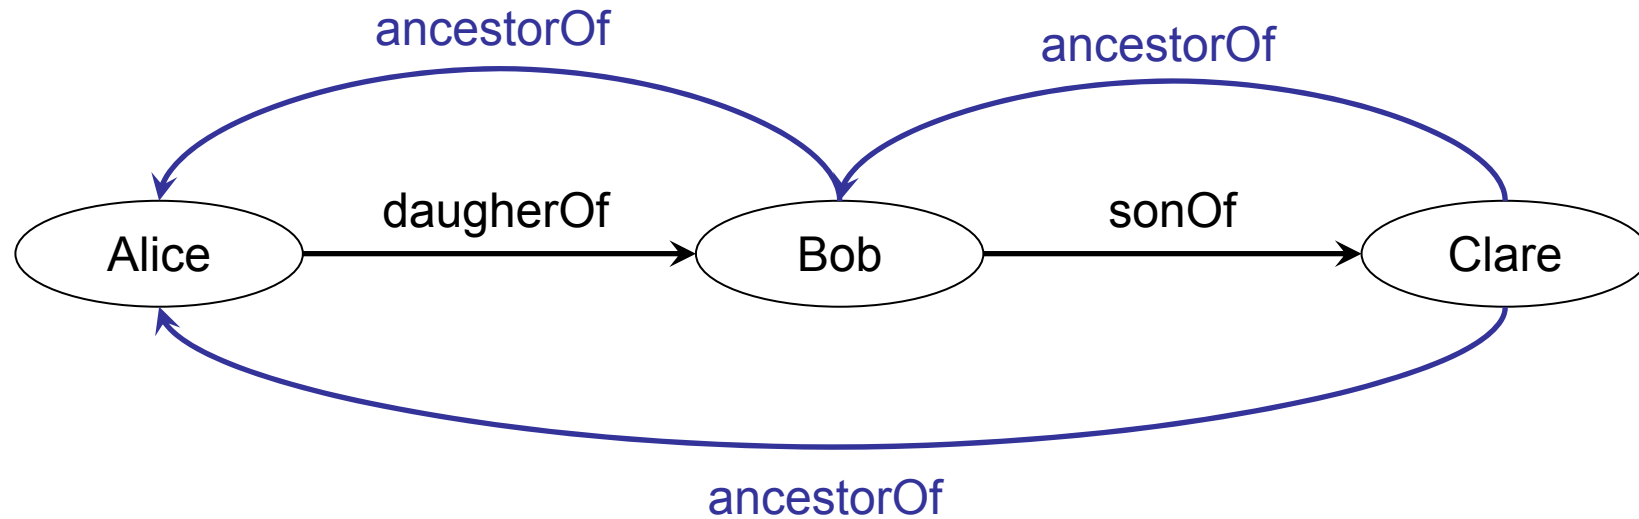 ancestorOf
ancestorOf
daugherOf
sonOf
Alice
Bob
Clare
ancestorOf